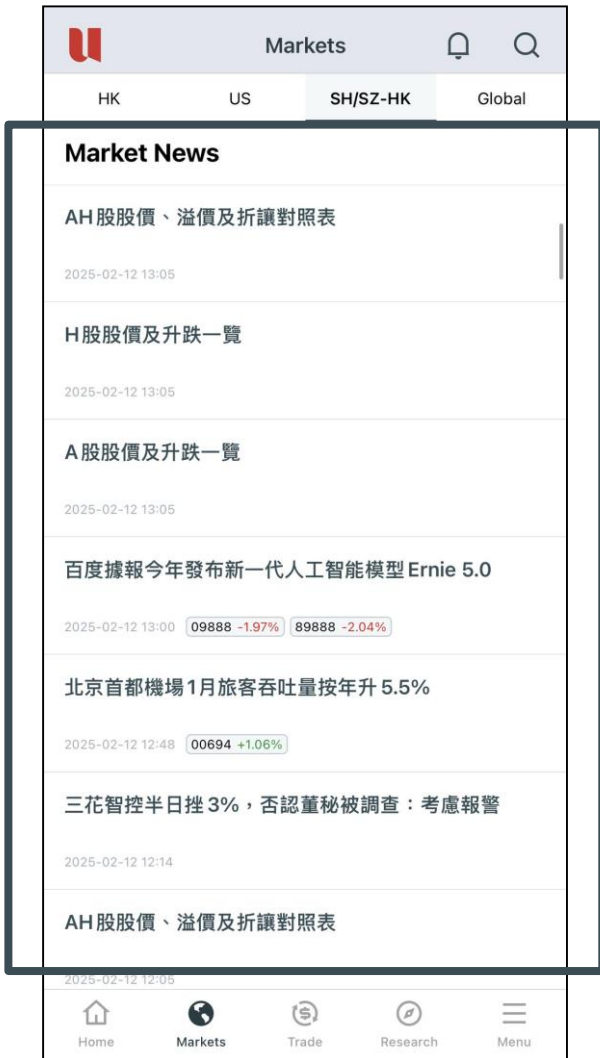 Markets
HK US SH/SZ-HK Global
Market News
AH股股價、溢價及折讓對照表
2025-02-12 13:05
H股股價及升跌一覽
2025-02-12 13:05
A股股價及升跌一覽
2025-02-12 13:05
百度據報今年發布新一代人工智能模型Ernie 5.0
2025-02-12 13:00 09888 -1.97% 89888 -2.04%
北京首都機場1月旅客吞吐量按年升5.5%
2025-02-12 12:48 00694 +1.06%
三花智控半日挫3%，否認董秘被調查：考慮報警
2025-02-12 12:14
AH股股價、溢價及折讓對照表
2025-02-12 12:05
Home Markets Trade Research Menu